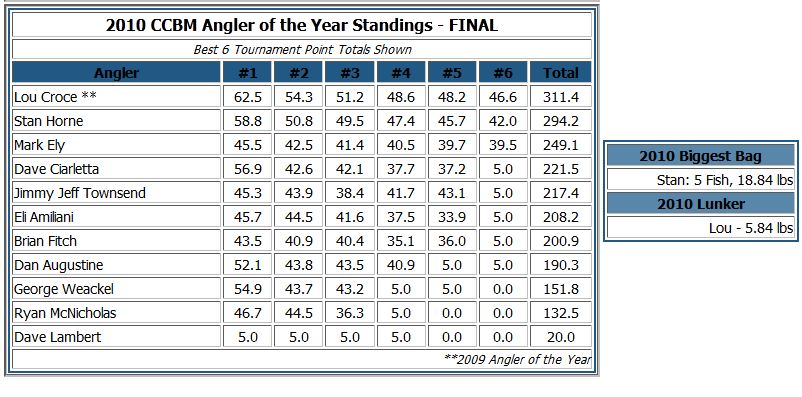 2010 CCBM Angler of the Year Standings - FINAL
Best 6 Tournament Point Totals Shown
Angler #1 #2 #3 #4 #5 #6 Total
Lou Croce ** 62.5 54.3 51.2 48.6 48.2 46.6 311.4
Stan Horne 58.8 50.8 49.5 47.4 45.7 42.0 294.2
Mark Ely 45.5 42.5 41.4 40.5 39.7 39.5 249.1
Dave Ciarletta 56.9 42.6 42.1 37.7 37.2 5.0 221.5
Jimmy Jeff Townsend 45.3 43.9 38.4 41.7 43.1 5.0 217.4
Eli Amiliani 45.7 44.5 41.6 37.5 33.9 5.0 208.2
Brian Fitch 43.5 40.9 40.4 35.1 36.0 5.0 200.9
Dan Augustine 52.1 43.8 43.5 40.9 5.0 5.0 190.3
George Weackel 54.9 43.7 43.2 5.0 5.0 0.0 151.8
Ryan McNicholas 46.7 44.5 36.3 5.0 0.0 0.0 132.5
Dave Lambert 5.0 5.0 5.0 5.0 0.0 0.0 20.0
**2009 Angler of the Year
2010 Biggest Bag
Stan: 5 Fish, 18.84 lbs
2010 Lunker
Lou - 5.84 lbs